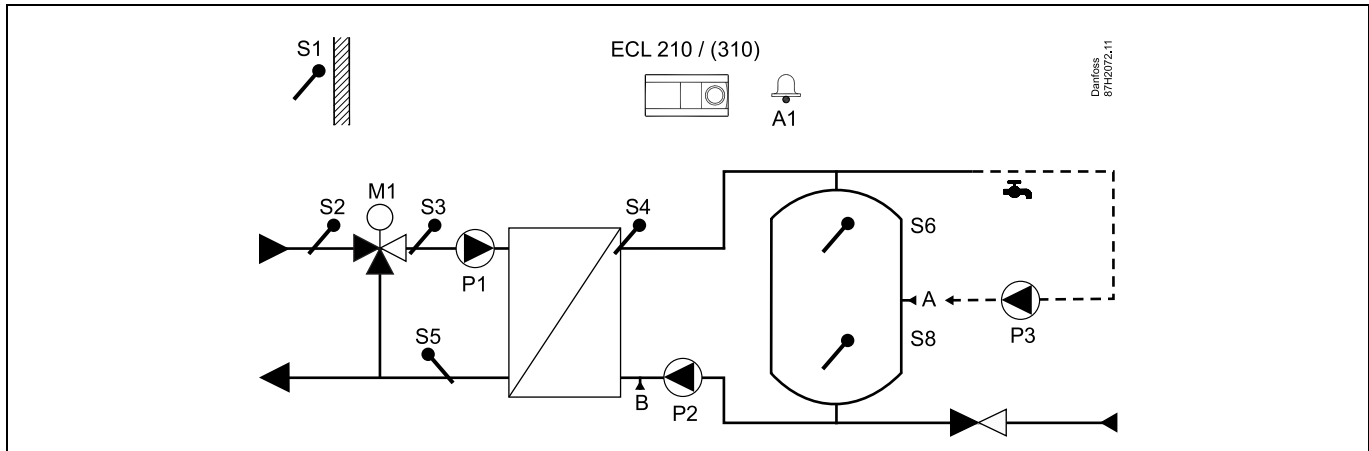 S1
ECL 210 / (310)
A1
Danfoss
87H2072.11
S2
M1
S3
P1
S4
S6
A
P3
S5
S8
B
P2